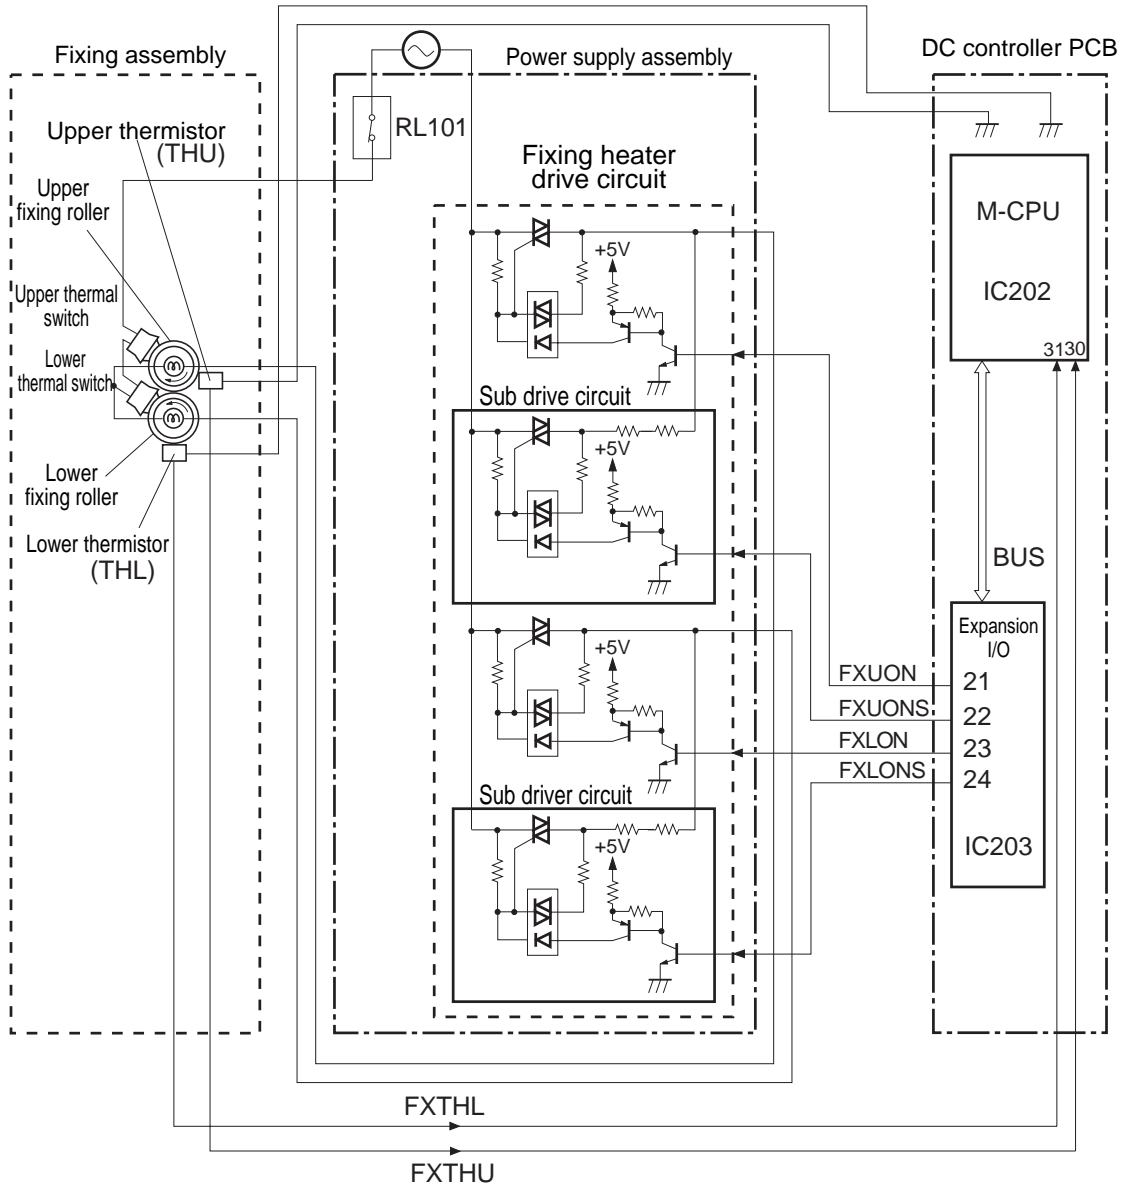 Fixing assembly
Power supply assembly
DC controller PCB
Upper thermistor
(THU)
RL101
Upper
fixing roller
Fixing heater
drive circuit
M-CPU
IC202
3130
+5V
Upper thermal
switch
Lower
thermal switch
Sub drive circuit
+5V
Lower
fixing roller
Lower thermistor
(THL)
BUS
Expansion
I/O
+5V
FXUON
21
FXUONS
22
FXLON
23
FXLONS
24
Sub driver circuit
+5V
IC203
FXTHL
FXTHU